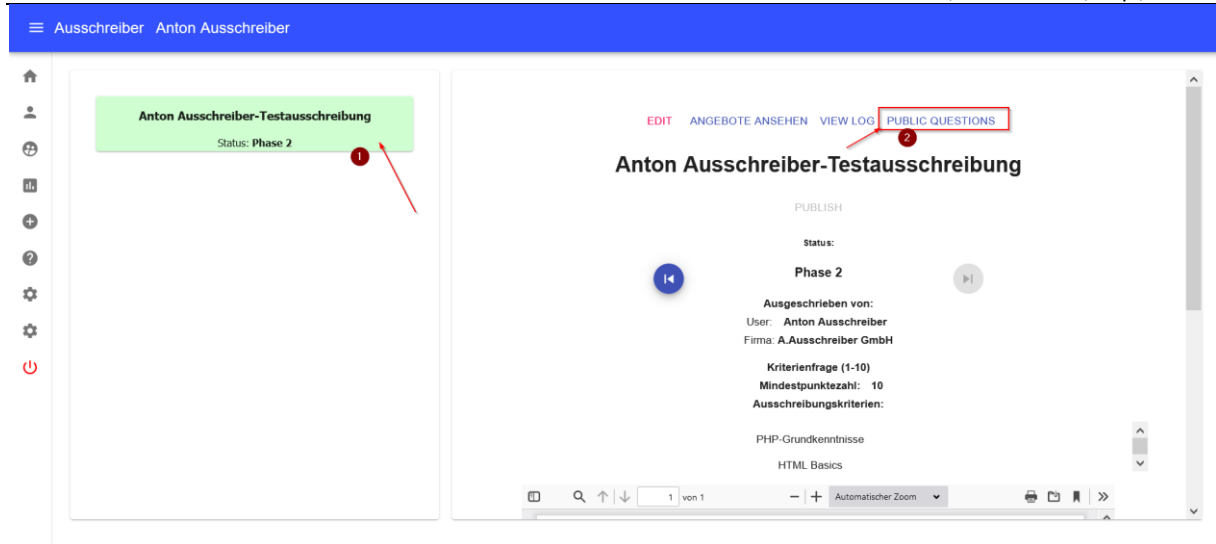 Ausschreiber Anton Ausschreiber
Anton Ausschreiber-Testausschreibung
Status: Phase 2
1
EDIT ANGEBOTE ANSEHEN VIEW LOG PUBLIC QUESTIONS
2
Anton Ausschreiber-Testausschreibung
PUBLISH
Status:
Phase 2
Ausgeschrieben von:
User: Anton Ausschreiber
Firma: A.Ausschreiber GmbH
Kriterienfrage (1-10)
Mindestpunktezahl: 10
Ausschreibungskriterien:
PHP-Grundkenntnisse
HTML Basics
1 von 1 Automatischer Zoom